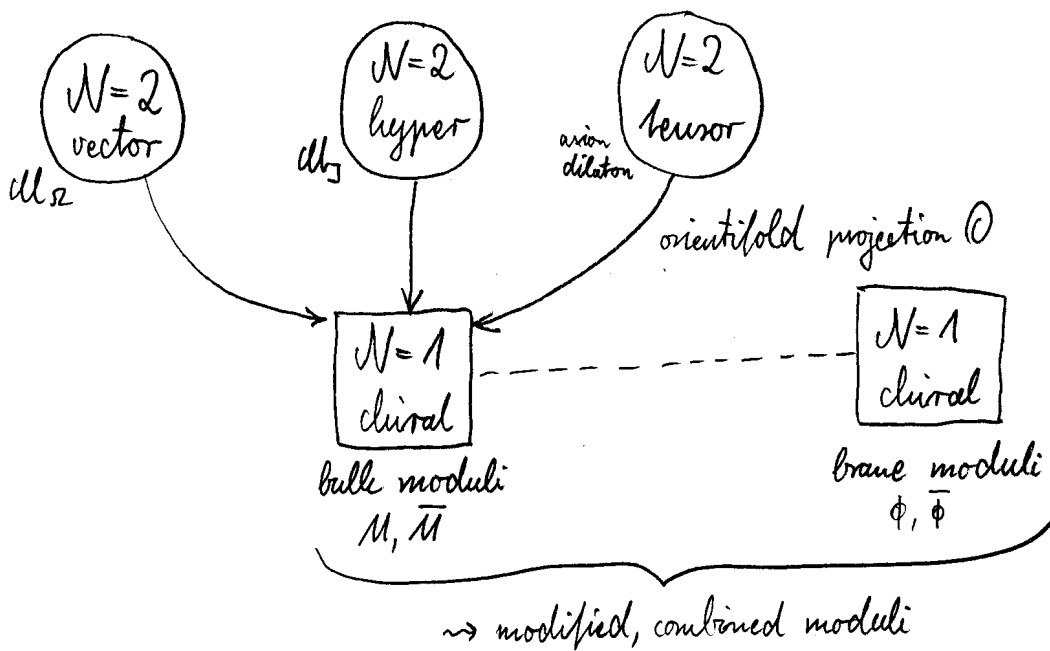 N=2
vector
M_Ω
N=2
hyper
M_J
N=2
tensor
axion
dilaton
orientifold projection O
N=1
chiral
bulk moduli
M, M̅
N=1
chiral
brane moduli
ϕ, ϕ̅
⇝ modified, combined moduli